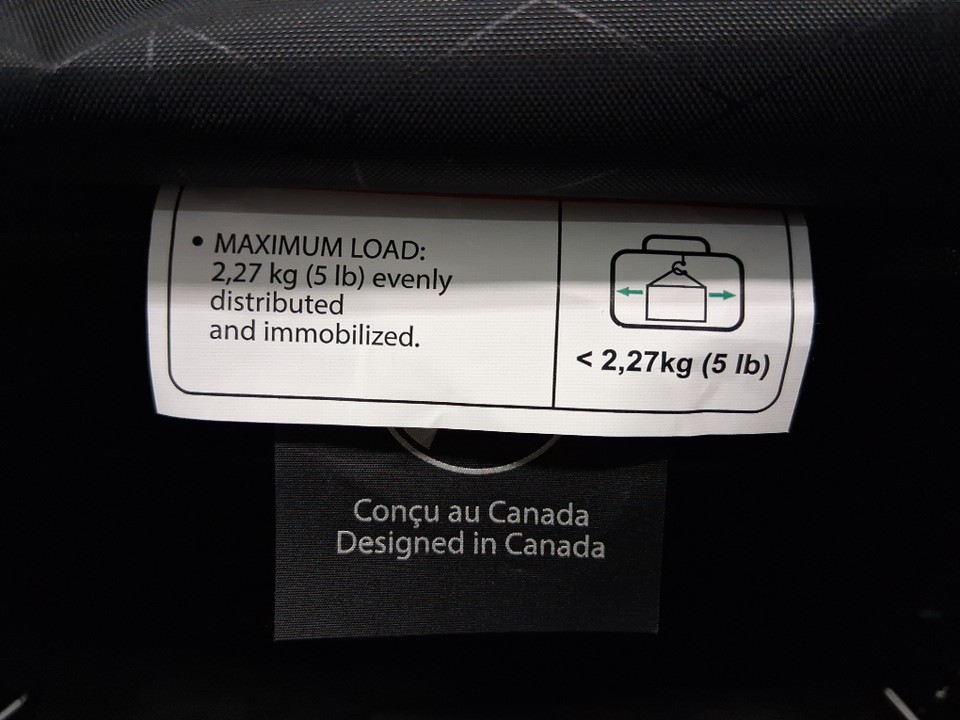 • MAXIMUM LOAD:
2,27 kg (5 lb) evenly
distributed
and immobilized.
< 2,27kg (5 lb)
Conçu au Canada
Designed in Canada